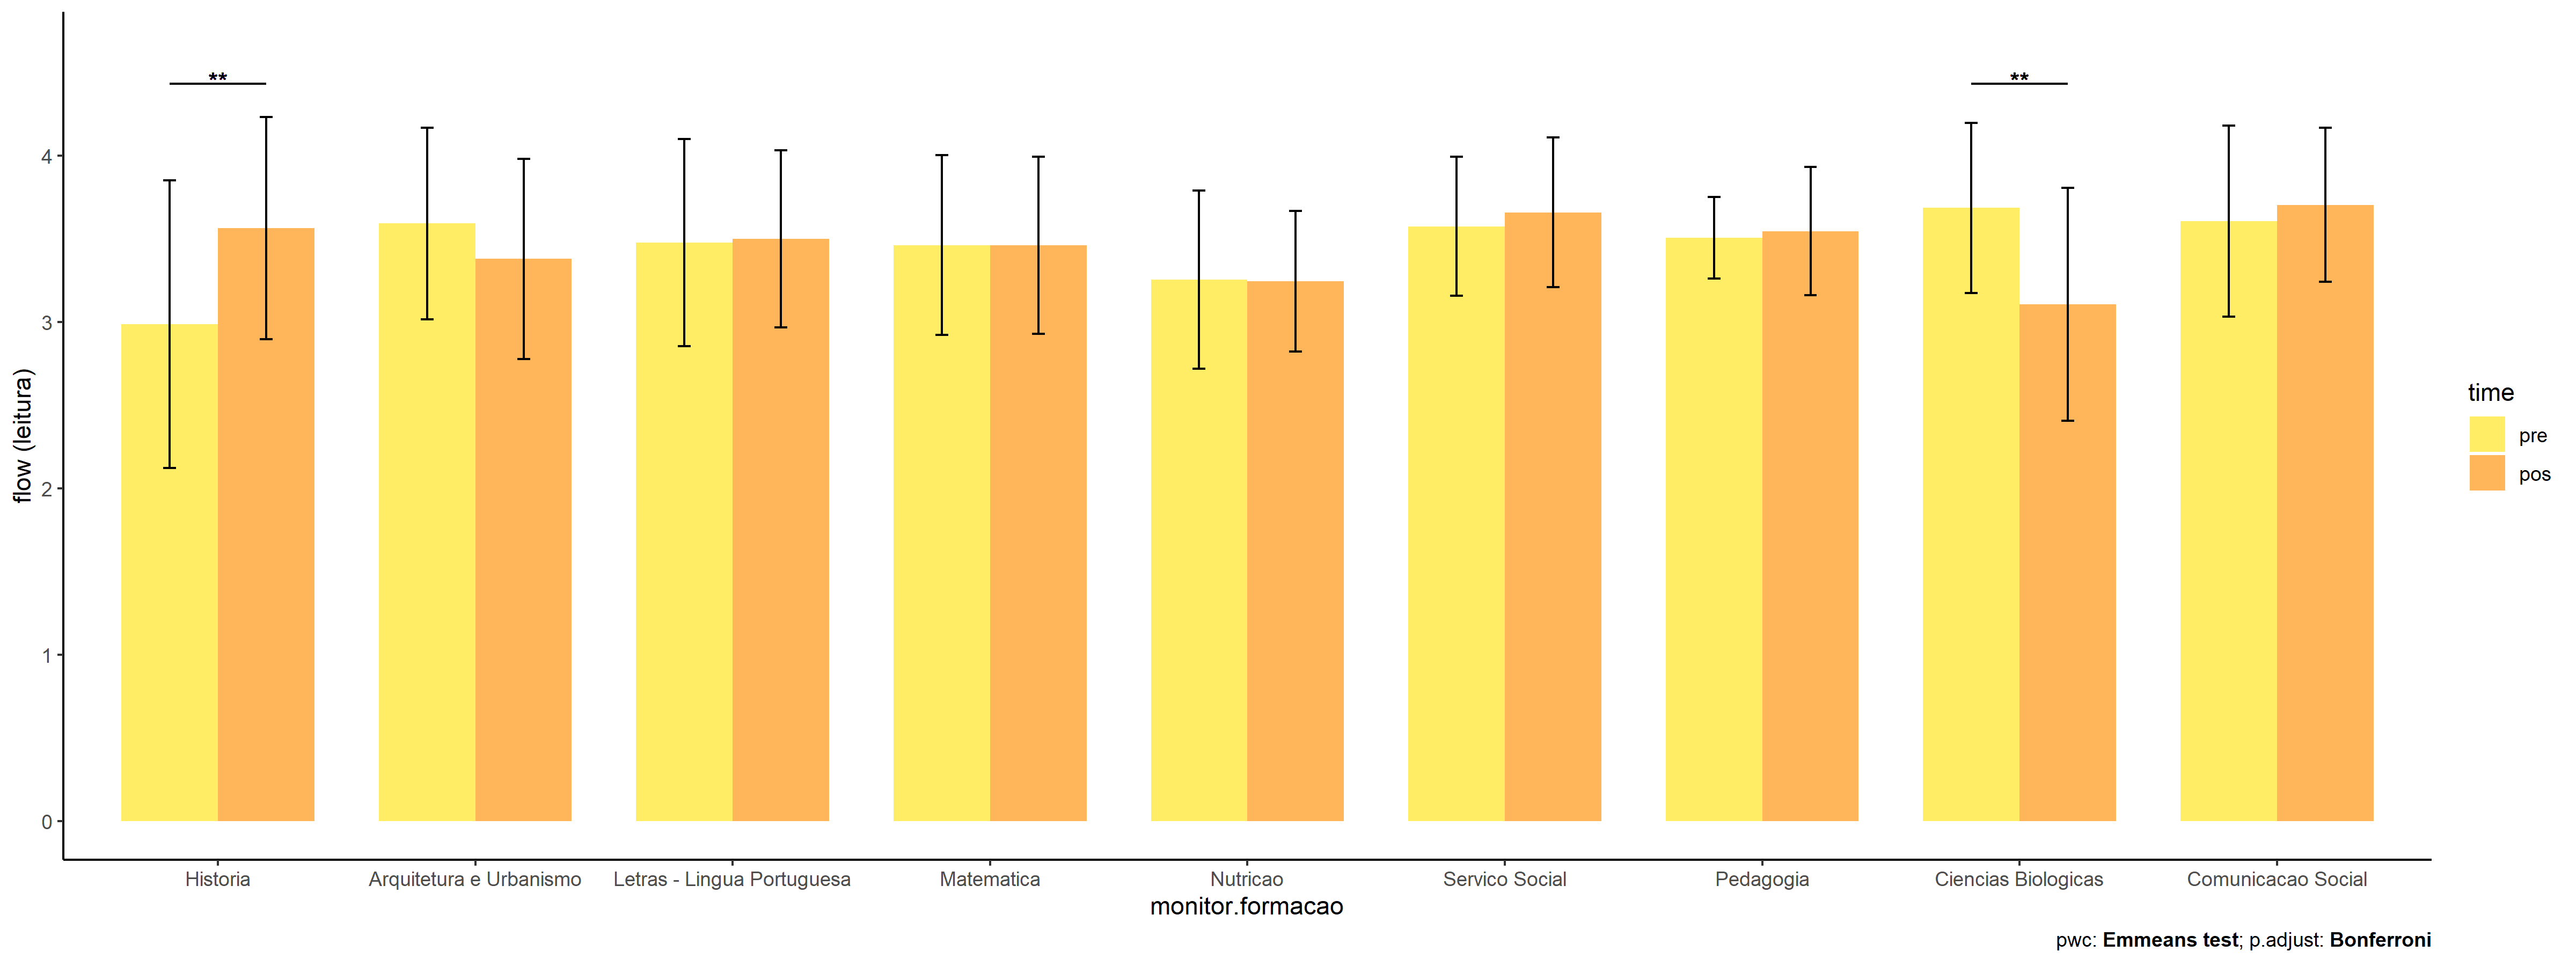 ** **
4
3
2
1
0
flow (leitura)
Historia Arquitetura e Urbanismo Letras - Lingua Portuguesa Matematica Nutricao Servico Social Pedagogia Ciencias Biologicas Comunicacao Social
monitor.formacao
time
pre
pos
pwc: Emmeans test; p.adjust: Bonferroni